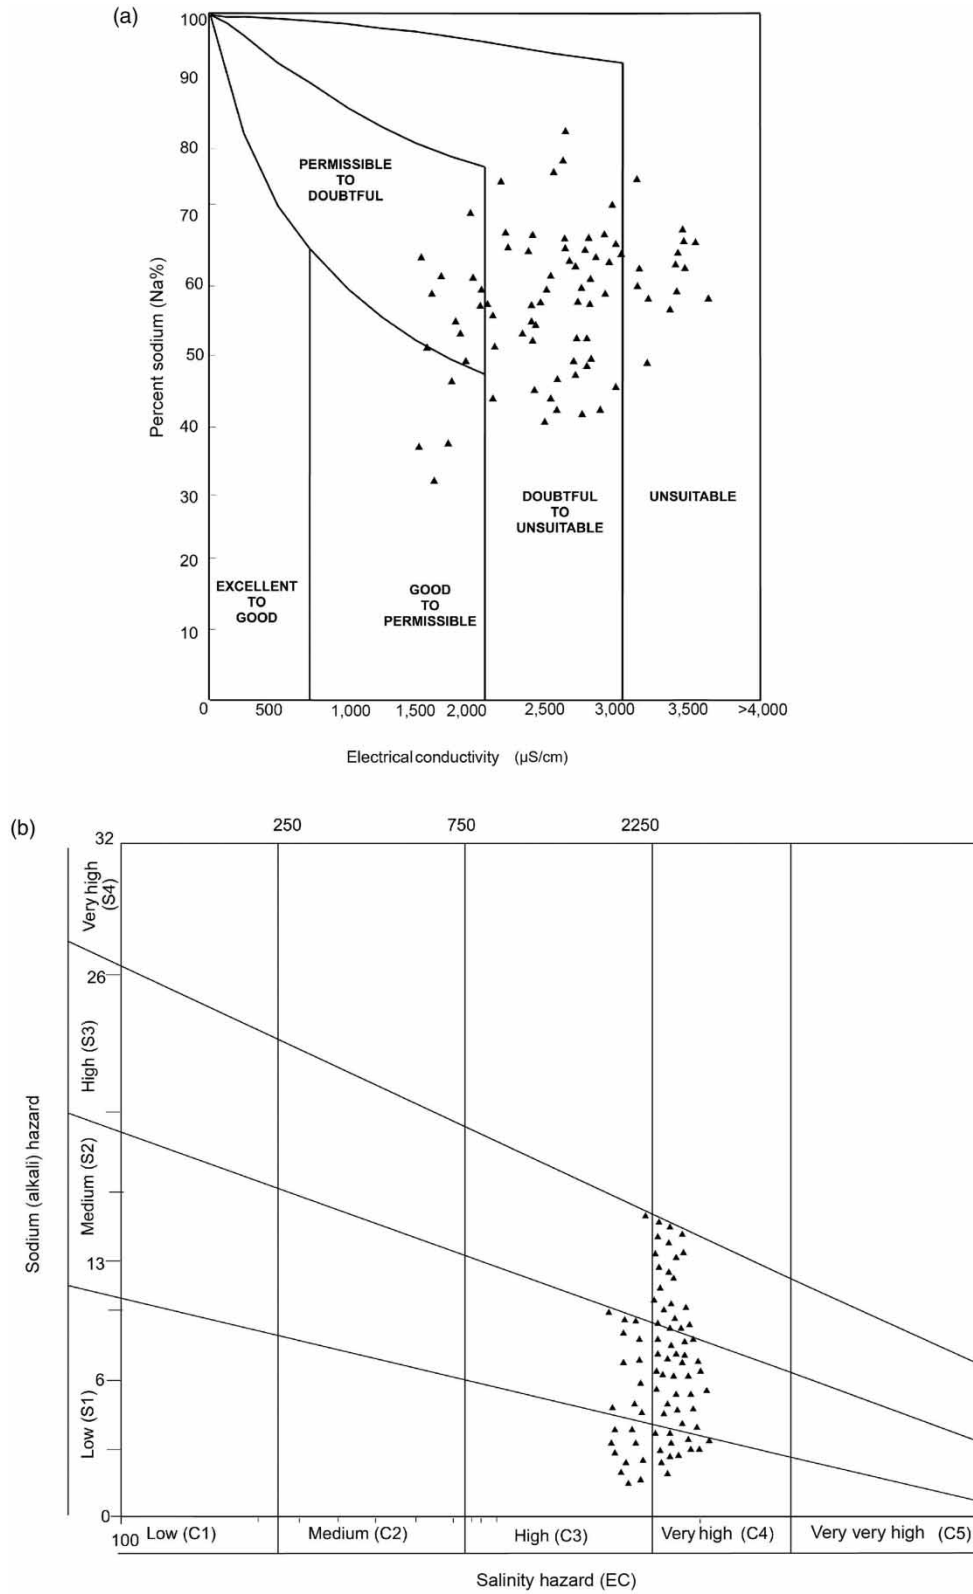 (a)
100
90
80
70
60
50
40
30
20
10
Percent sodium (Na%)
PERMISSIBLE
TO
DOUBTFUL
DOUBTFUL
TO
UNSUITABLE
UNSUITABLE
EXCELLENT
TO
GOOD
GOOD
TO
PERMISSIBLE
0 500 1,000 1,500 2,000 2,500 3,000 3,500 >4,000
Electrical conductivity (µS/cm)
(b)
250 750 2250
32
26
13
6
0
Sodium (alkali) hazard
Very high (S4)
High (S3)
Medium (S2)
Low (S1)
100
Low (C1) Medium (C2) High (C3) Very high (C4) Very very high (C5)
Salinity hazard (EC)